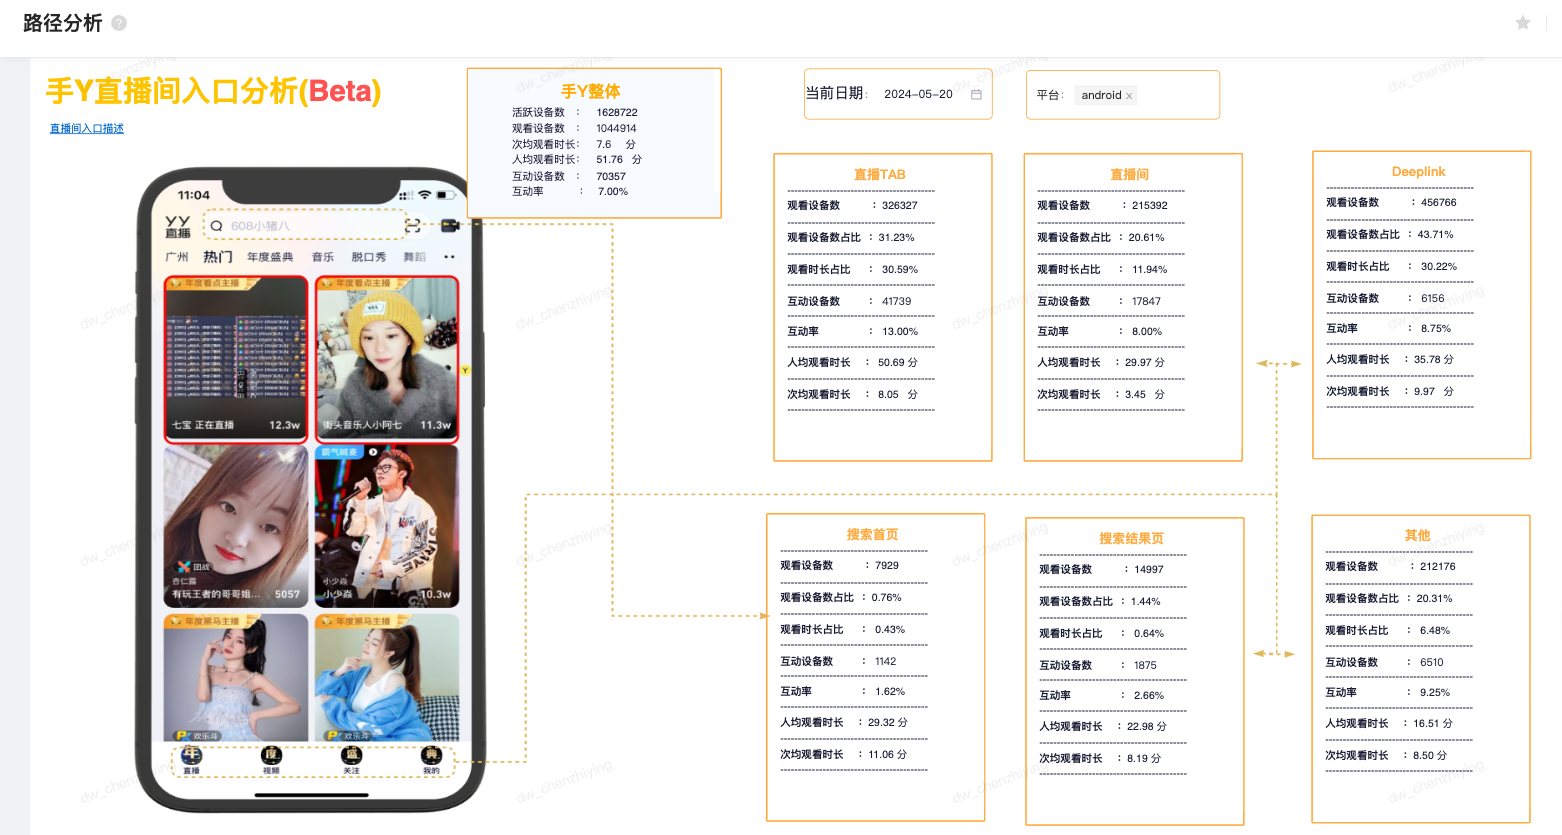 路径分析
手Y直播间入口分析(Beta)
直播间入口描述
手Y整体
活跃设备数 : 1628722
观看设备数 : 1044914
次均观看时长: 7.6 分
人均观看时长: 51.76 分
互动设备数 : 70357
互动率 : 7.00%
当前日期: 2024-05-20
平台: android ×
11:04
YY
直播
608小猪八
广州 热门 年度盛典 音乐 脱口秀 舞蹈
年度看点主播
七宝 正在直播 12.3w
年度看点主播
街头音乐人小阿七 11.3w
团战
杏仁露
有玩王者的哥哥姐... 5057
霸气喊麦
小少焱
小少焱 10.3w
年度黑马主播
欢乐斗
年度黑马主播
欢乐斗
年 度 盛 典
直播 视频 关注 我的
直播TAB
观看设备数 : 326327
观看设备数占比 : 31.23%
观看时长占比 : 30.59%
互动设备数 : 41739
互动率 : 13.00%
人均观看时长 : 50.69 分
次均观看时长 : 8.05 分
直播间
观看设备数 : 215392
观看设备数占比 : 20.61%
观看时长占比 : 11.94%
互动设备数 : 17847
互动率 : 8.00%
人均观看时长 : 29.97 分
次均观看时长 : 3.45 分
Deeplink
观看设备数 : 456766
观看设备数占比 : 43.71%
观看时长占比 : 30.22%
互动设备数 : 6156
互动率 : 8.75%
人均观看时长 : 35.78 分
次均观看时长 : 9.97 分
搜索首页
观看设备数 : 7929
观看设备数占比 : 0.76%
观看时长占比 : 0.43%
互动设备数 : 1142
互动率 : 1.62%
人均观看时长 : 29.32 分
次均观看时长 : 11.06 分
搜索结果页
观看设备数 : 14997
观看设备数占比 : 1.44%
观看时长占比 : 0.64%
互动设备数 : 1875
互动率 : 2.66%
人均观看时长 : 22.98 分
次均观看时长 : 8.19 分
其他
观看设备数 : 212176
观看设备数占比 : 20.31%
观看时长占比 : 6.48%
互动设备数 : 6510
互动率 : 9.25%
人均观看时长 : 16.51 分
次均观看时长 : 8.50 分
dw_chenzhiying